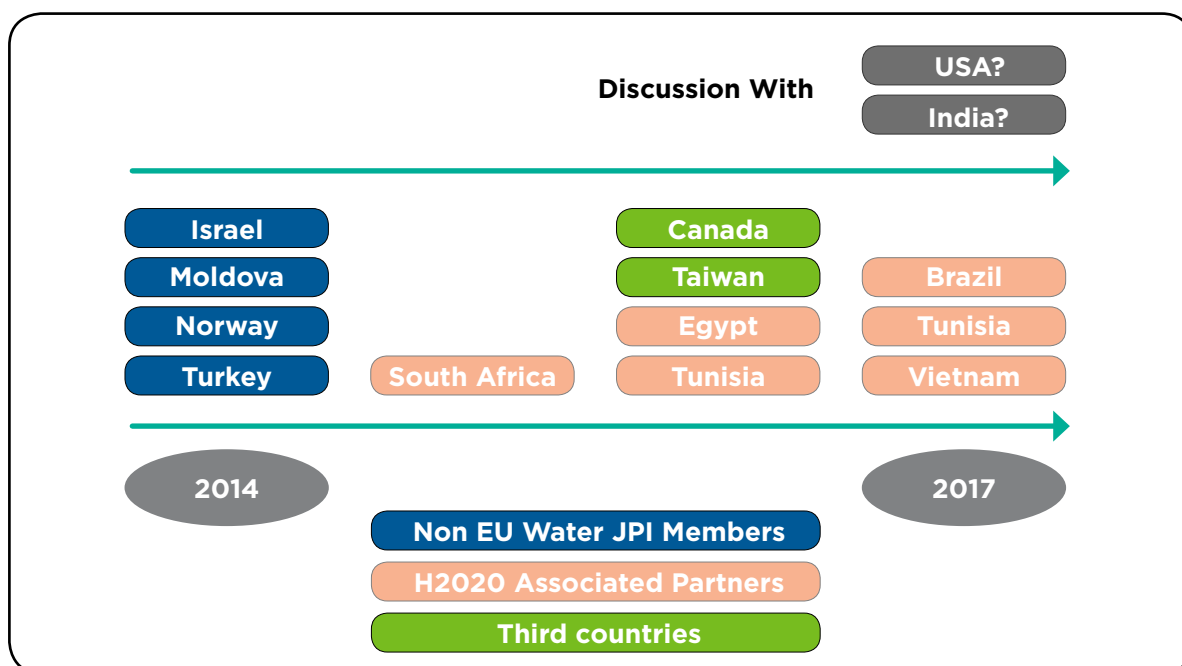 USA?
Discussion With
India?
Israel
Canada
Moldova
Taiwan
Brazil
Norway
Egypt
Tunisia
Turkey
South Africa
Tunisia
Vietnam
2014
2017
Non EU Water JPI Members
H2020 Associated Partners
Third countries